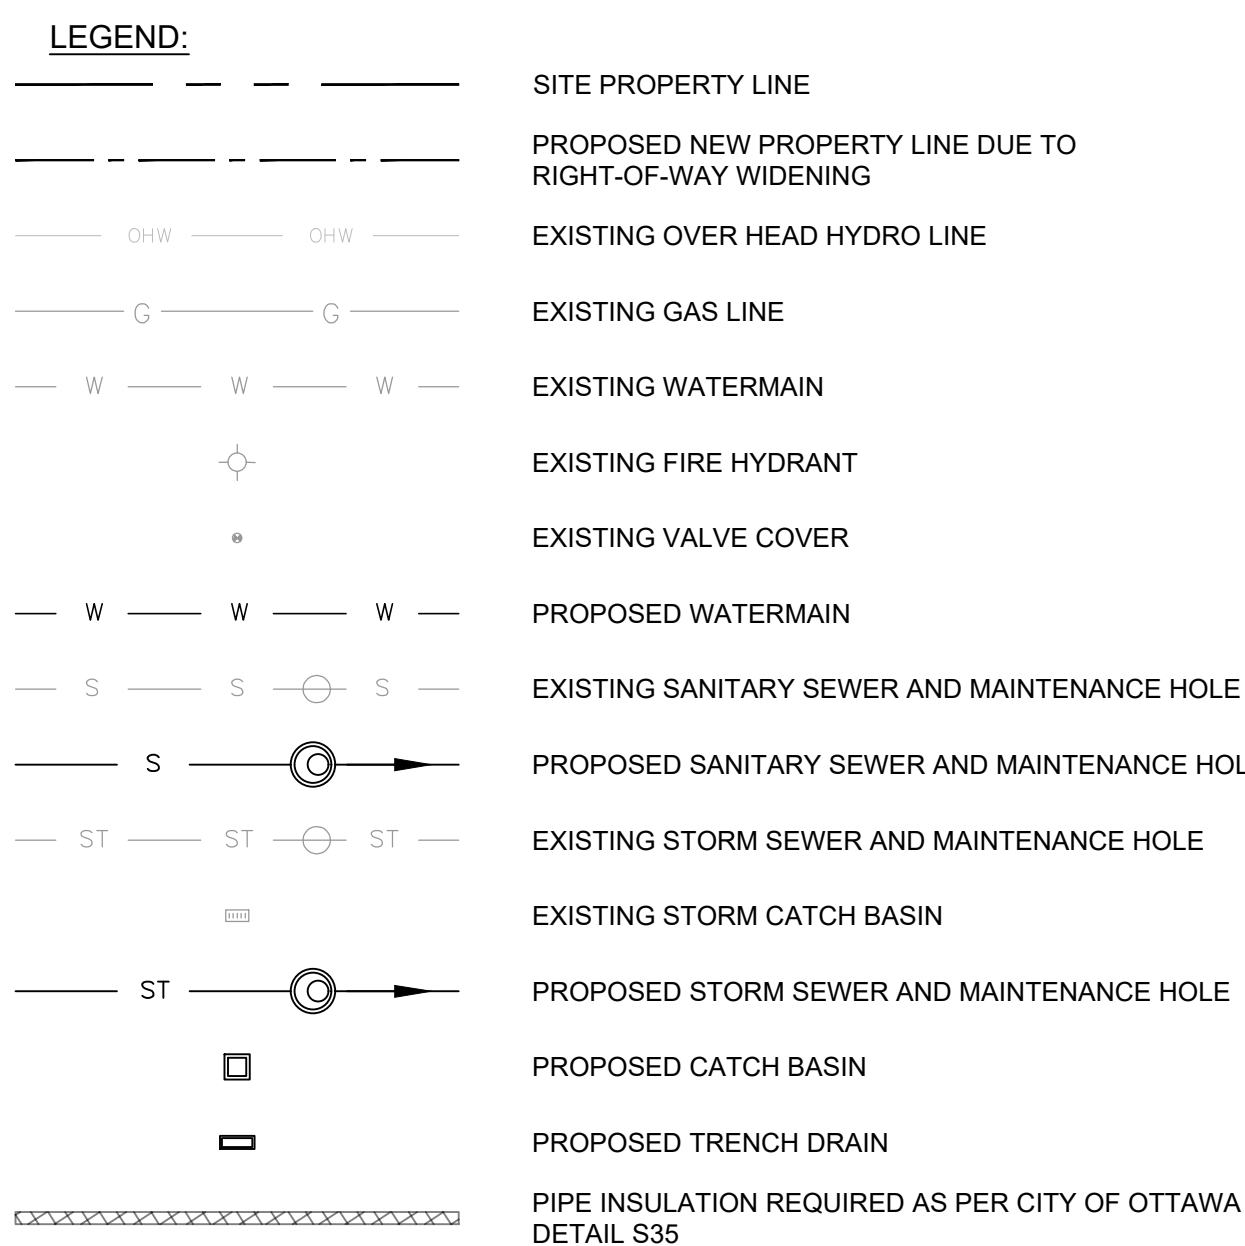 LEGEND:
SITE PROPERTY LINE
PROPOSED NEW PROPERTY LINE DUE TO
RIGHT-OF-WAY WIDENING
OHW OHW EXISTING OVER HEAD HYDRO LINE
G G EXISTING GAS LINE
W W W EXISTING WATERMAIN
EXISTING FIRE HYDRANT
EXISTING VALVE COVER
W W W PROPOSED WATERMAIN
S S S EXISTING SANITARY SEWER AND MAINTENANCE HOLE
S PROPOSED SANITARY SEWER AND MAINTENANCE HOL
ST ST ST EXISTING STORM SEWER AND MAINTENANCE HOLE
EXISTING STORM CATCH BASIN
ST PROPOSED STORM SEWER AND MAINTENANCE HOLE
PROPOSED CATCH BASIN
PROPOSED TRENCH DRAIN
PIPE INSULATION REQUIRED AS PER CITY OF OTTAWA
DETAIL S35